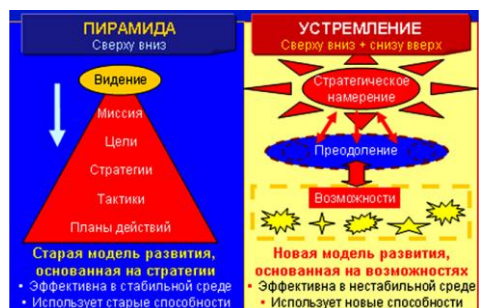 ПИРАМИДА
Сверху вниз
Видение
Миссия
Цели
Стратегии
Тактики
Планы действий
Старая модель развития,
основанная на стратегии
• Эффективна в стабильной среде
• Использует старые способности
УСТРЕМЛЕНИЕ
Сверху вниз + снизу вверх
Стратегическое
намерение
Преодоление
Возможности
Новая модель развития,
основанная на возможностях
• Эффективна в нестабильной среде
• Использует новые способности